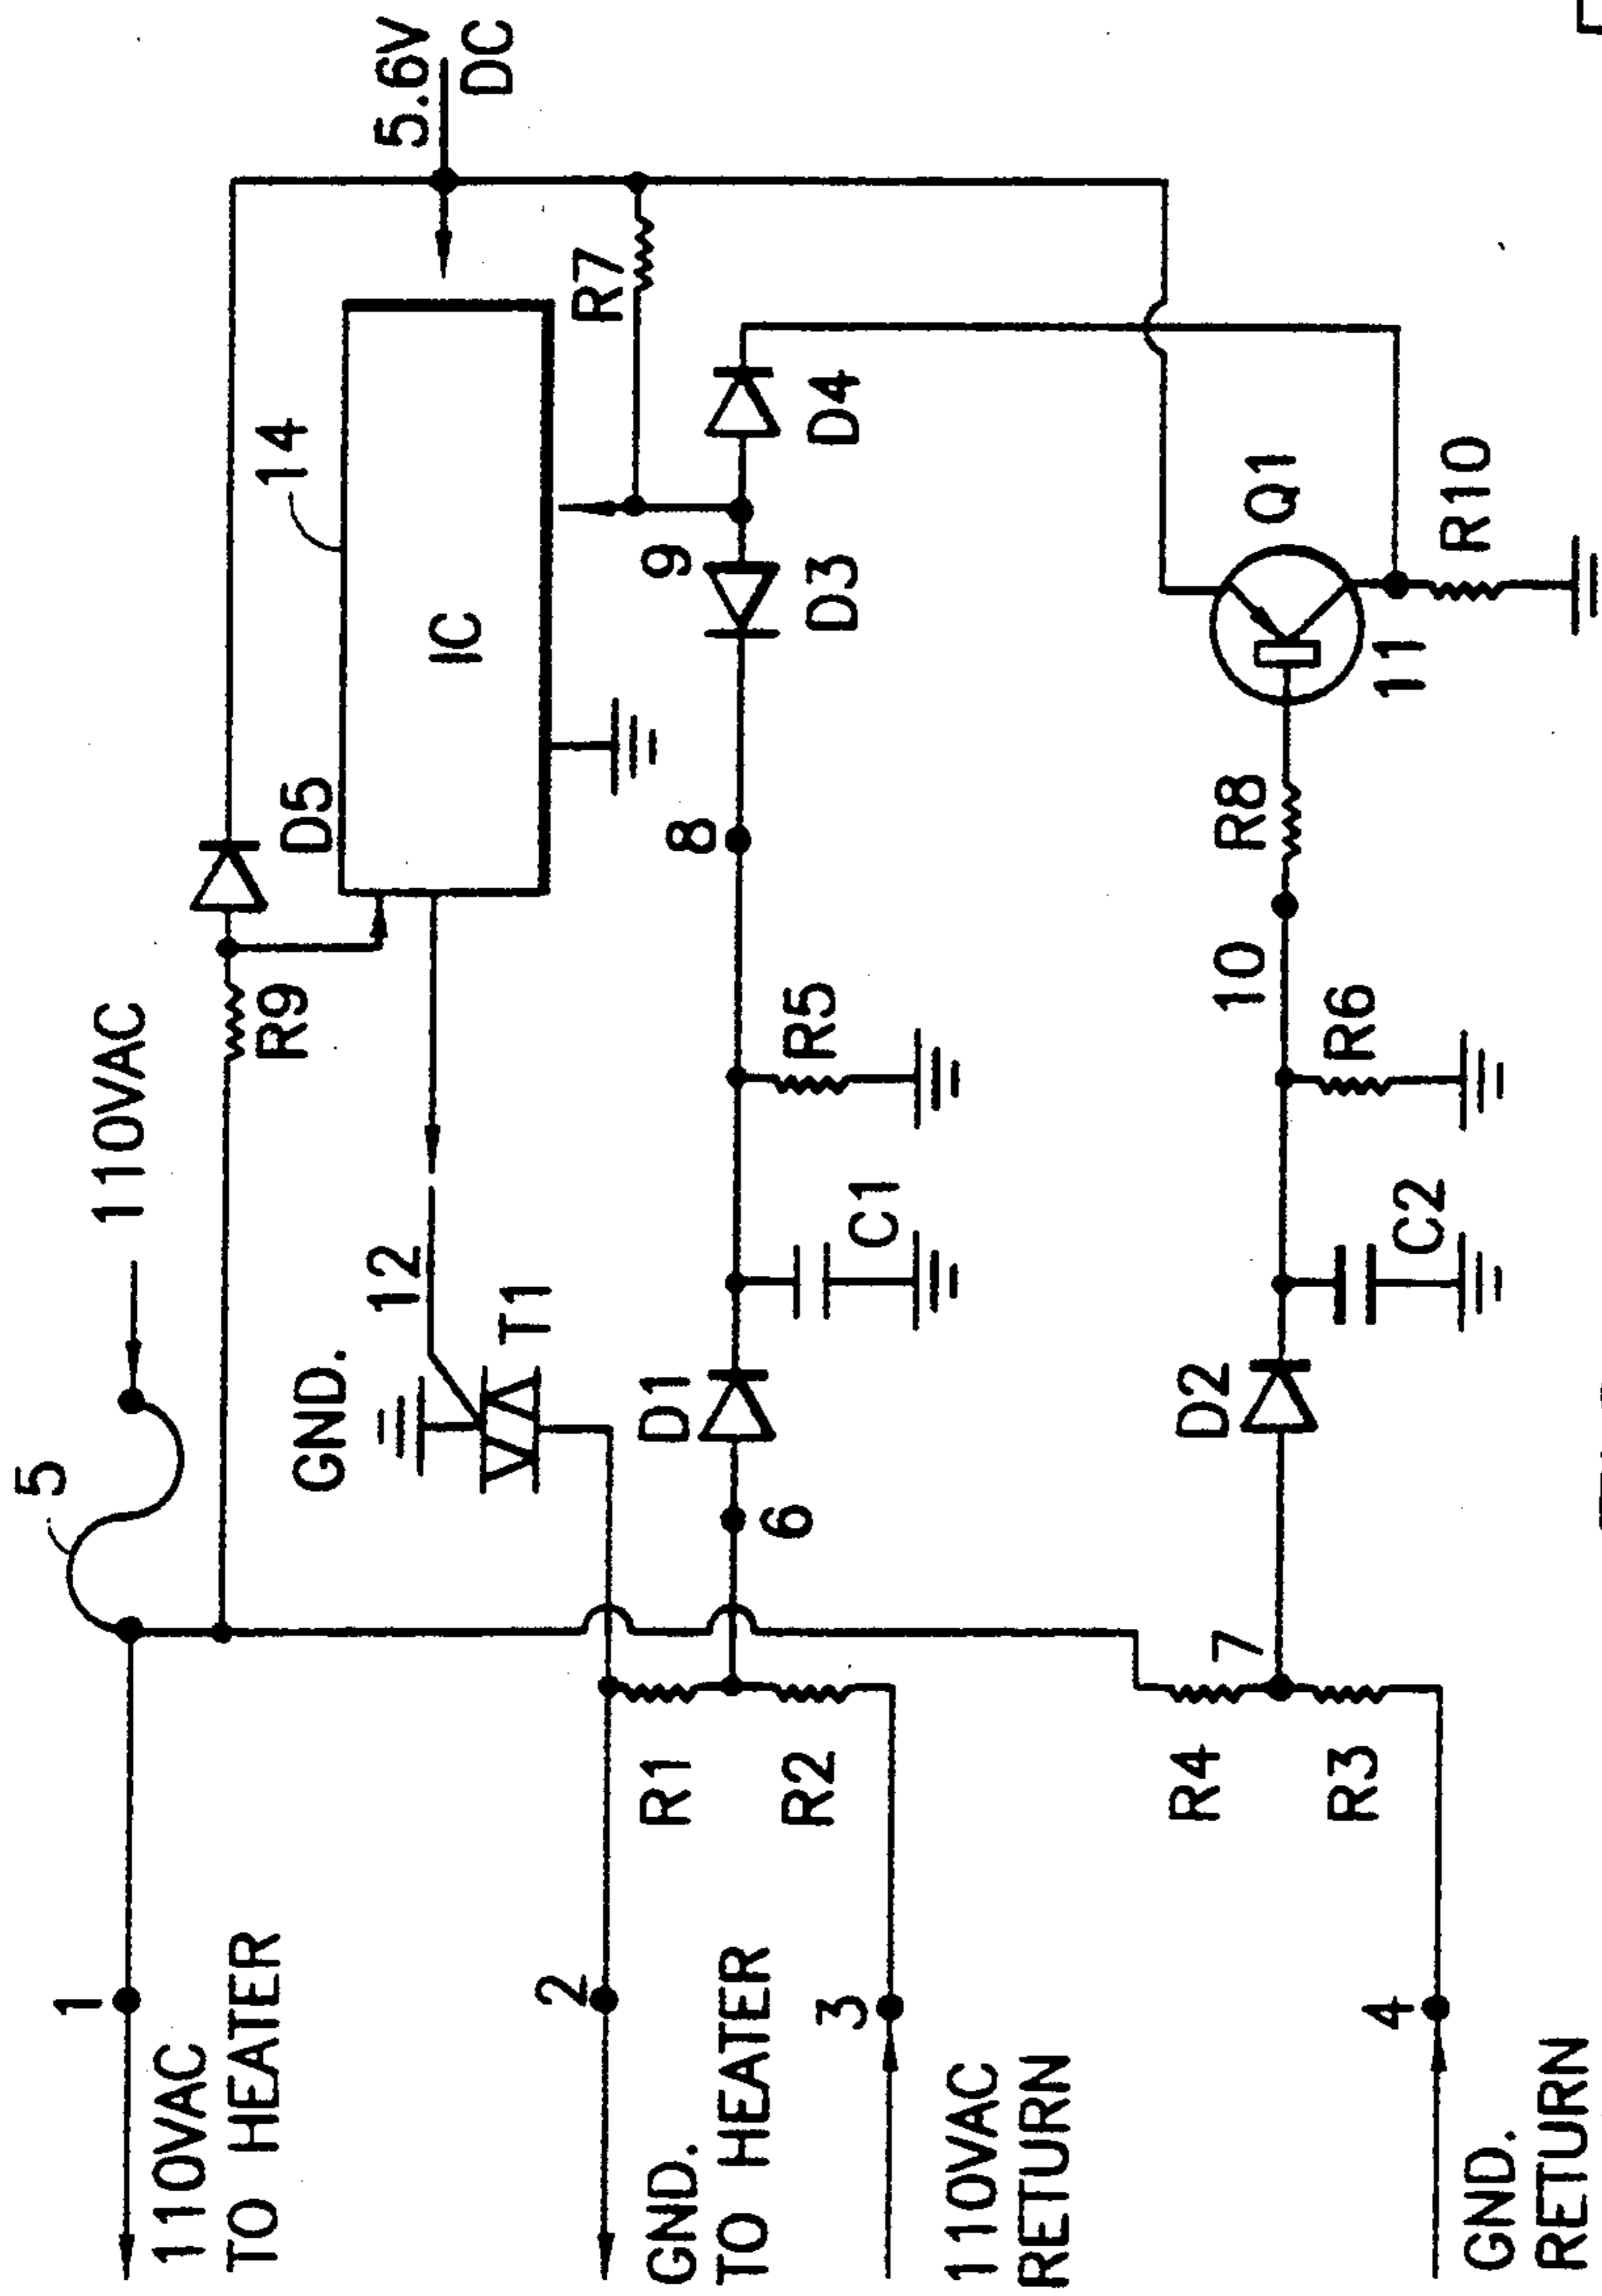 5
110VAC
1
110VAC
TO HEATER
R9
D5
14
5.6V
DC
GND.
12
T1
IC
R7
2
GND.
TO HEATER
R1
6
D1
C1
R5
8
9
D3
D4
R2
3
110VAC
RETURN
R4
7
D2
C2
10
R6
R8
Q1
11
R10
R3
4
GND.
RETURN